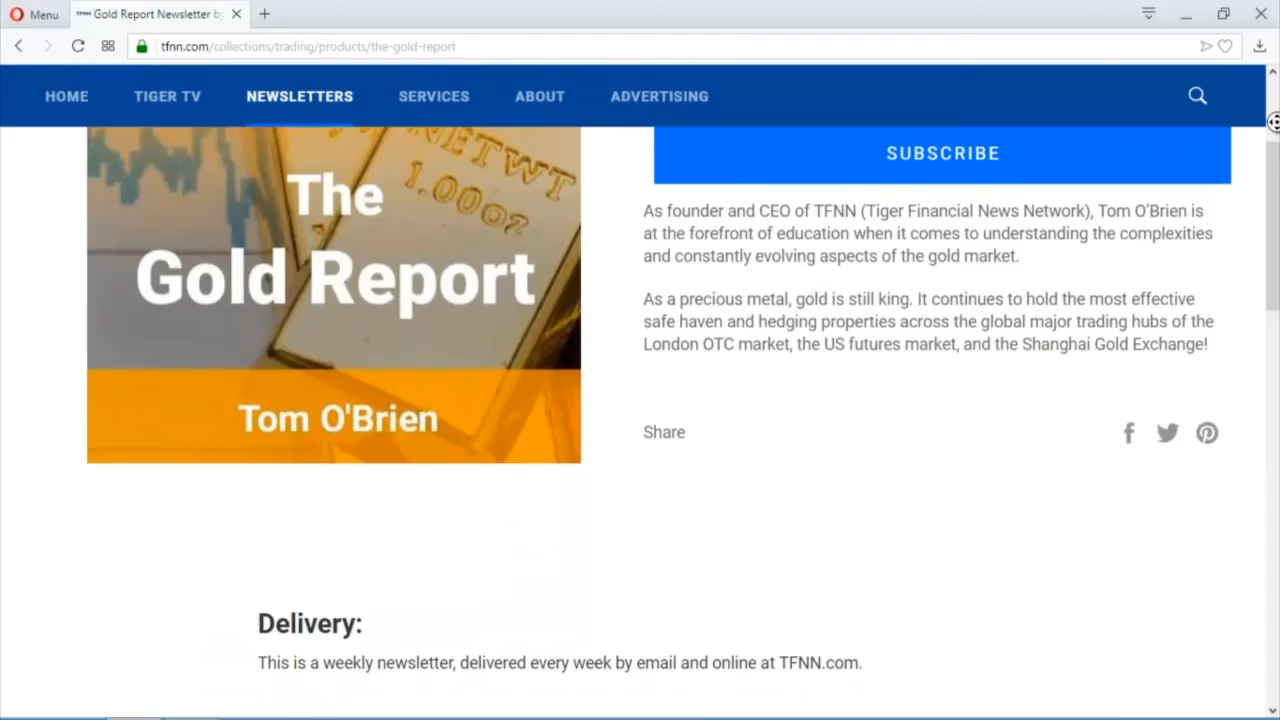 Menu
TFNN Gold Report Newsletter by
tfnn.com/collections/trading/products/the-gold-report
HOME
TIGER TV
NEWSLETTERS
SERVICES
ABOUT
ADVERTISING
NETWT
1.00oz
The
Gold Report
Tom O'Brien
SUBSCRIBE
As founder and CEO of TFNN (Tiger Financial News Network), Tom O'Brien is
at the forefront of education when it comes to understanding the complexities
and constantly evolving aspects of the gold market.
As a precious metal, gold is still king. It continues to hold the most effective
safe haven and hedging properties across the global major trading hubs of the
London OTC market, the US futures market, and the Shanghai Gold Exchange!
Share
Delivery:
This is a weekly newsletter, delivered every week by email and online at TFNN.com.